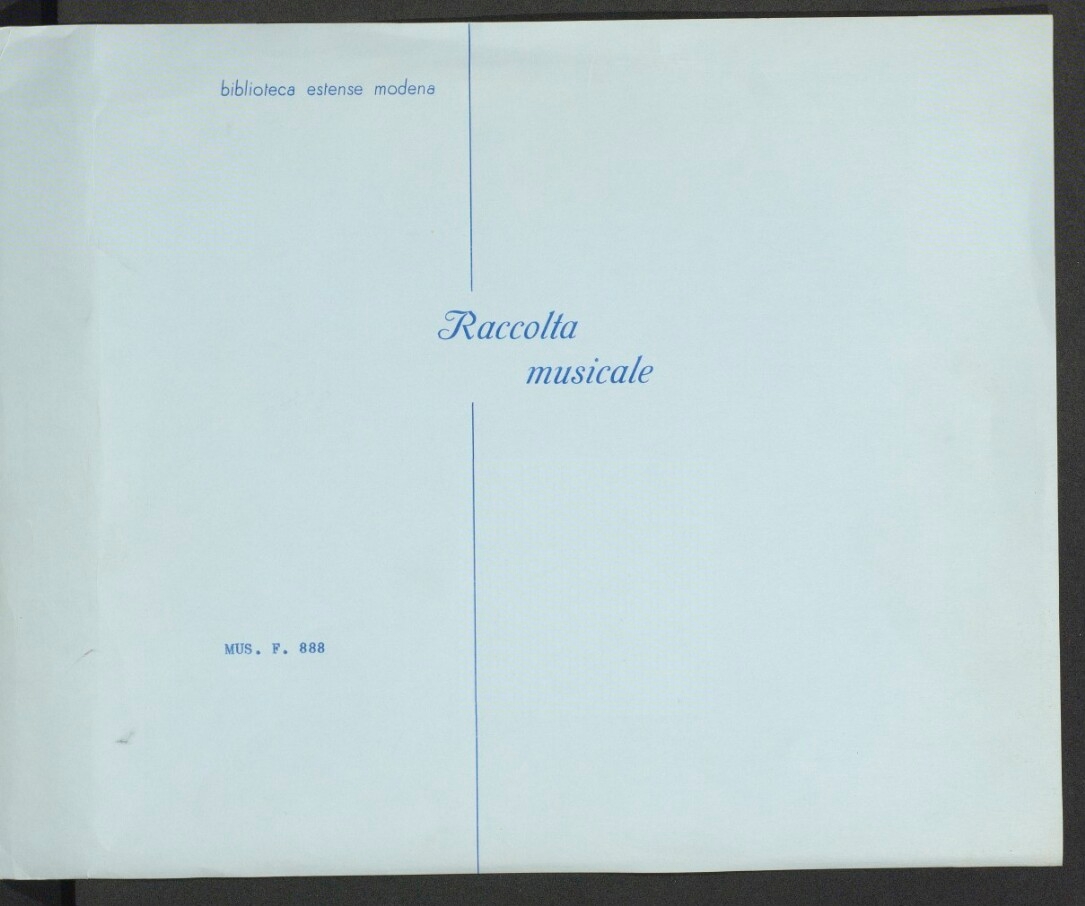 biblioteca estense modena
Raccolta
musicale
MUS. F. 888